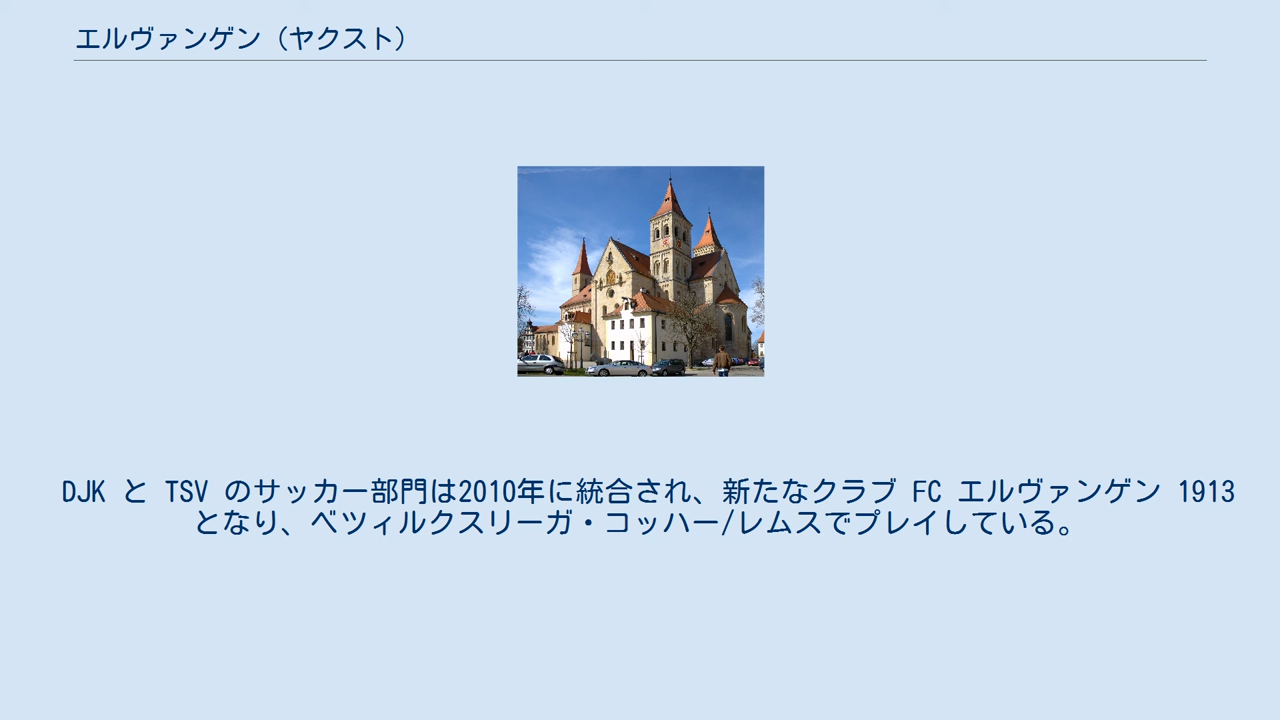 エルヴァンゲン（ヤクスト）
DJK と TSV のサッカー部門は2010年に統合され、新たなクラブ FC エルヴァンゲン 1913
となり、ベツィルクスリーガ・コッハー/レムスでプレイしている。